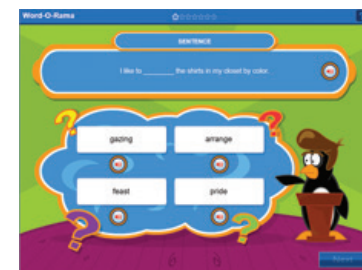 Word-O-Rama
SENTENCE
I like to ________ the shirts in my closet by color.
gazing
arrange
feast
pride